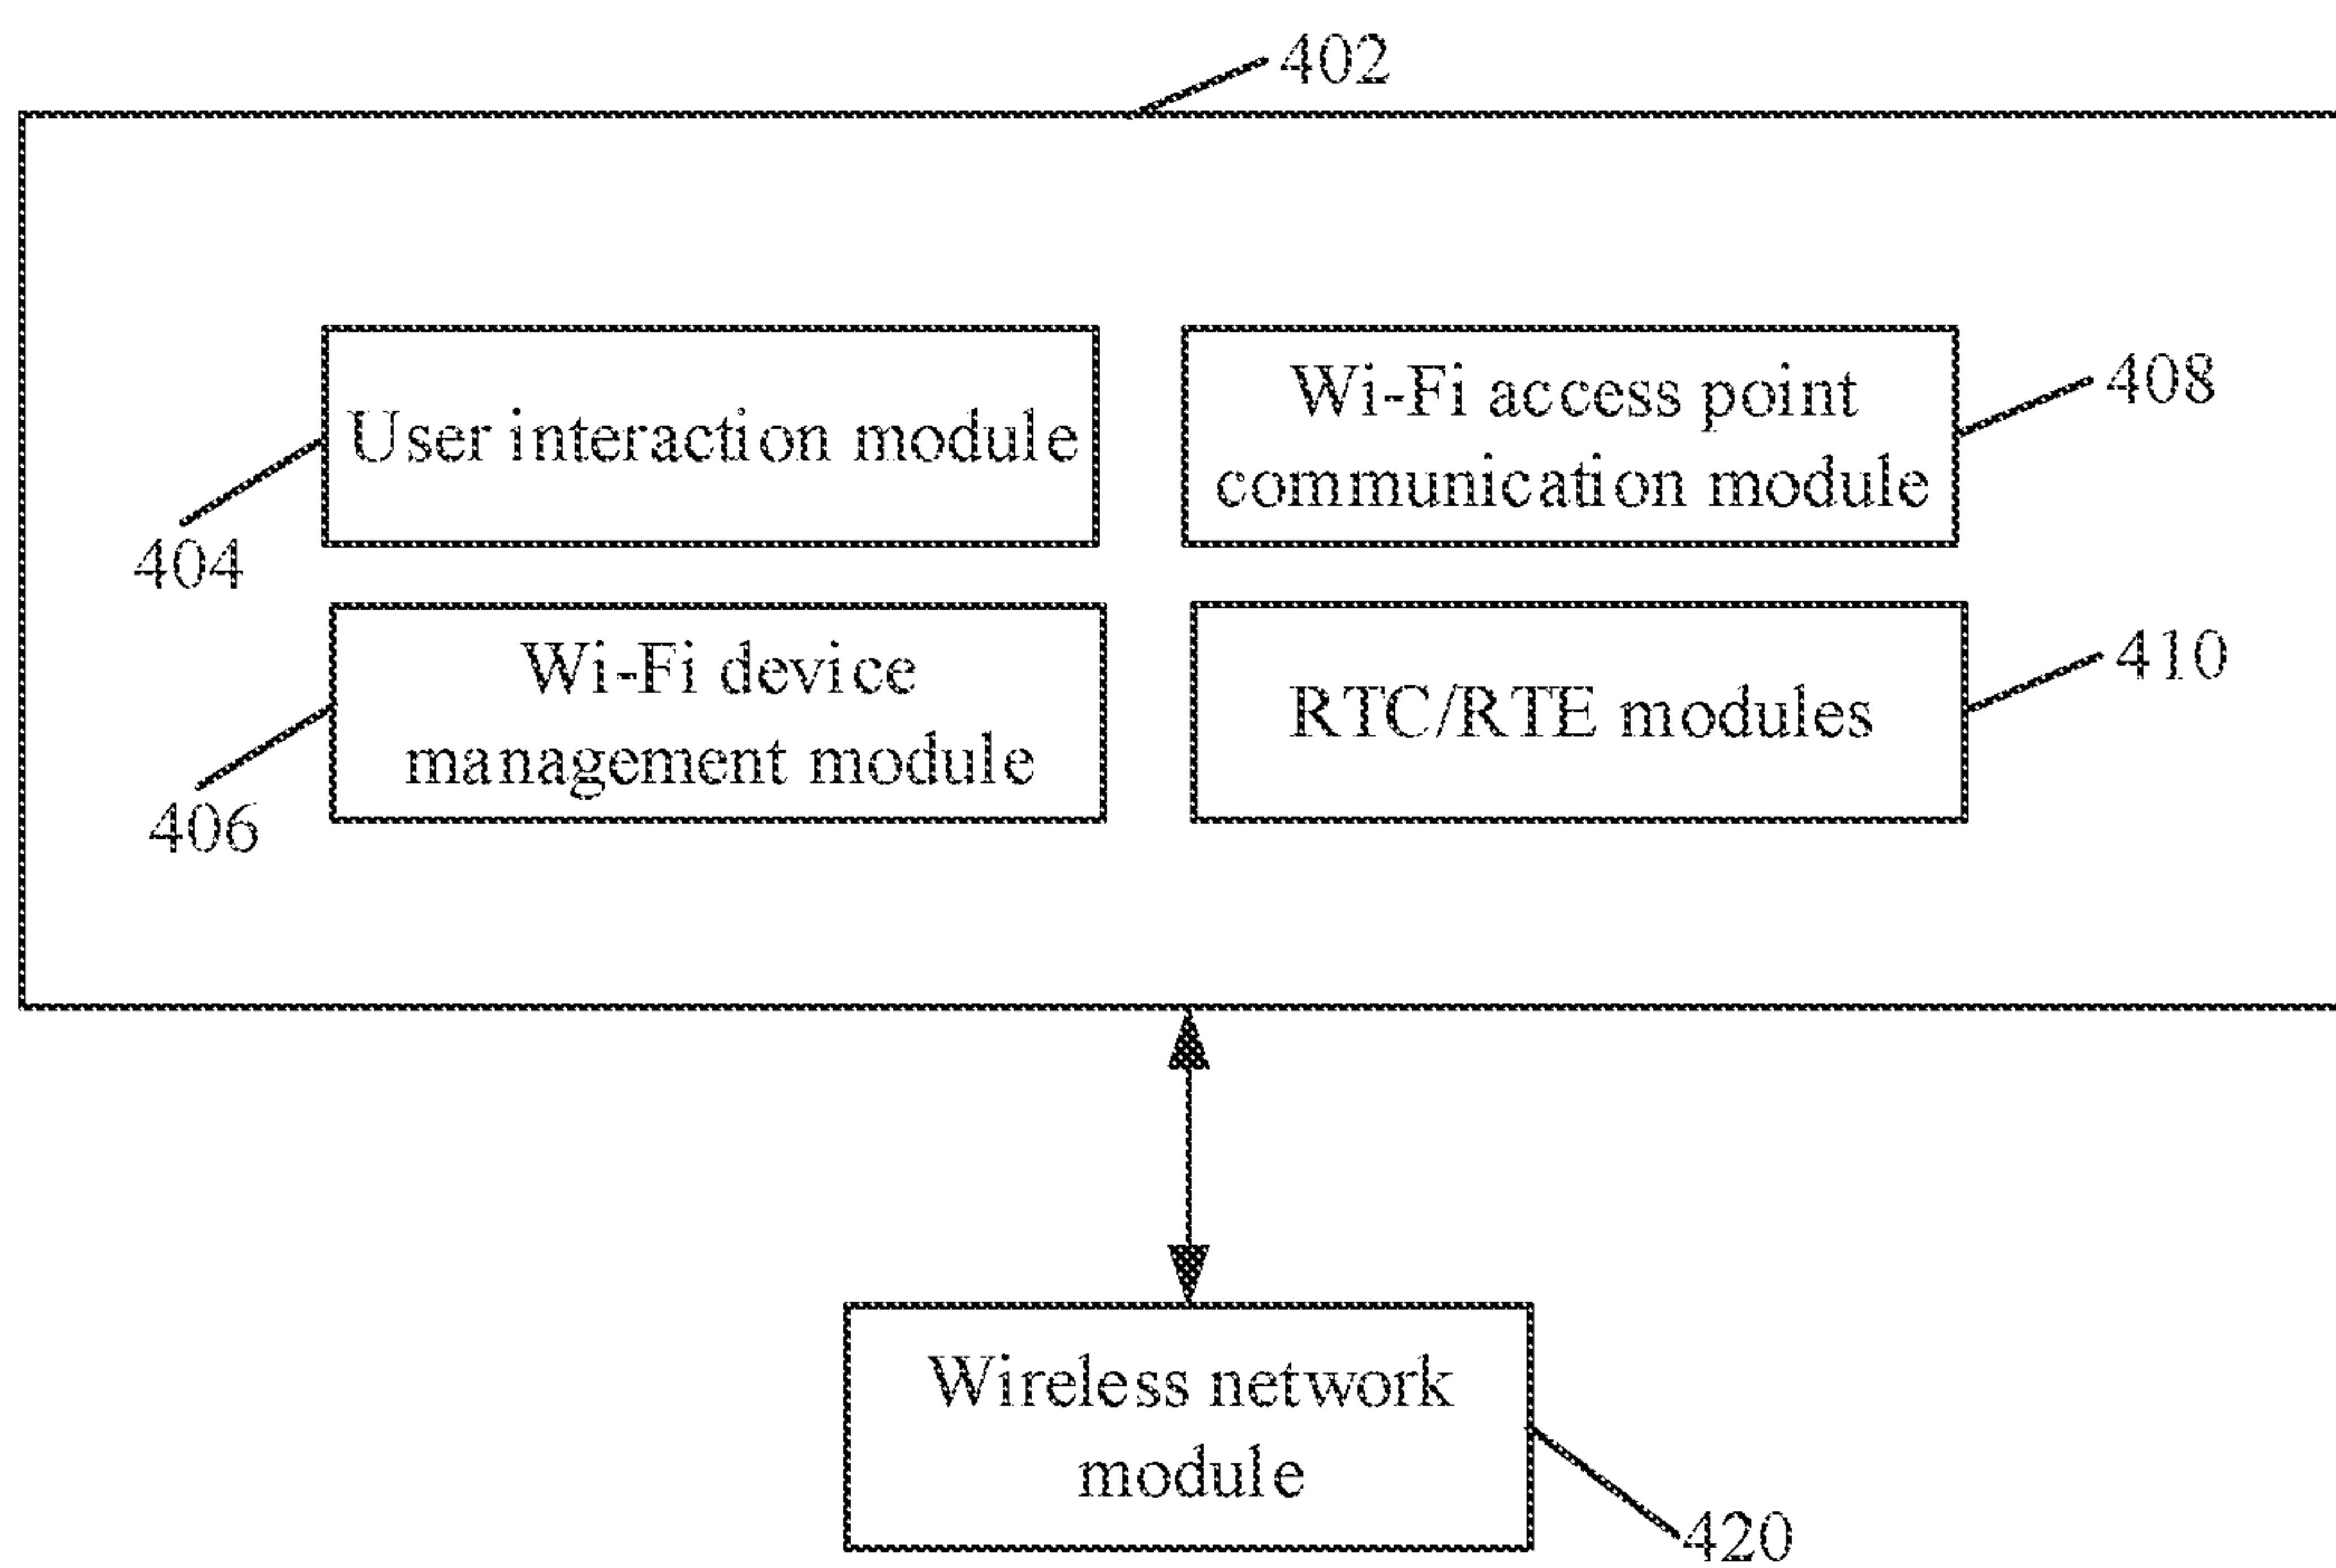 402
User interaction module
404
Wi-Fi access point
communication module
408
Wi-Fi device
management module
406
RTC/RTE modules
410
Wireless network
module
420